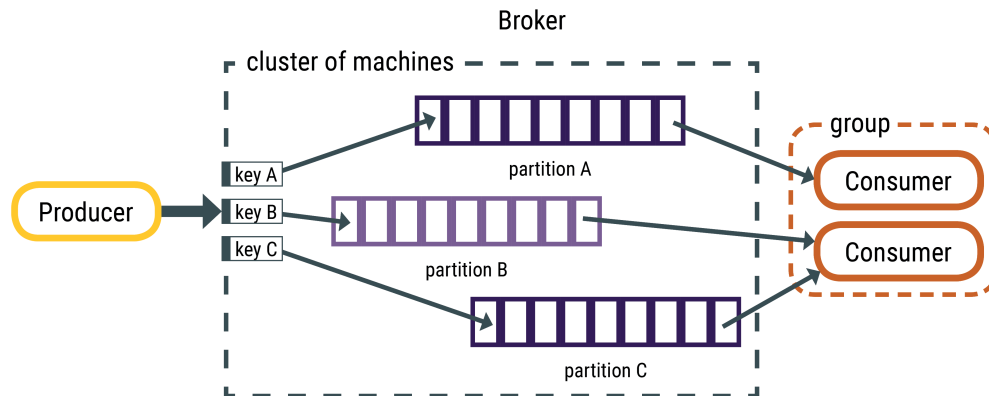 Broker
cluster of machines
group
partition A
key A
Consumer
Producer
key B
key C
partition B
Consumer
partition C